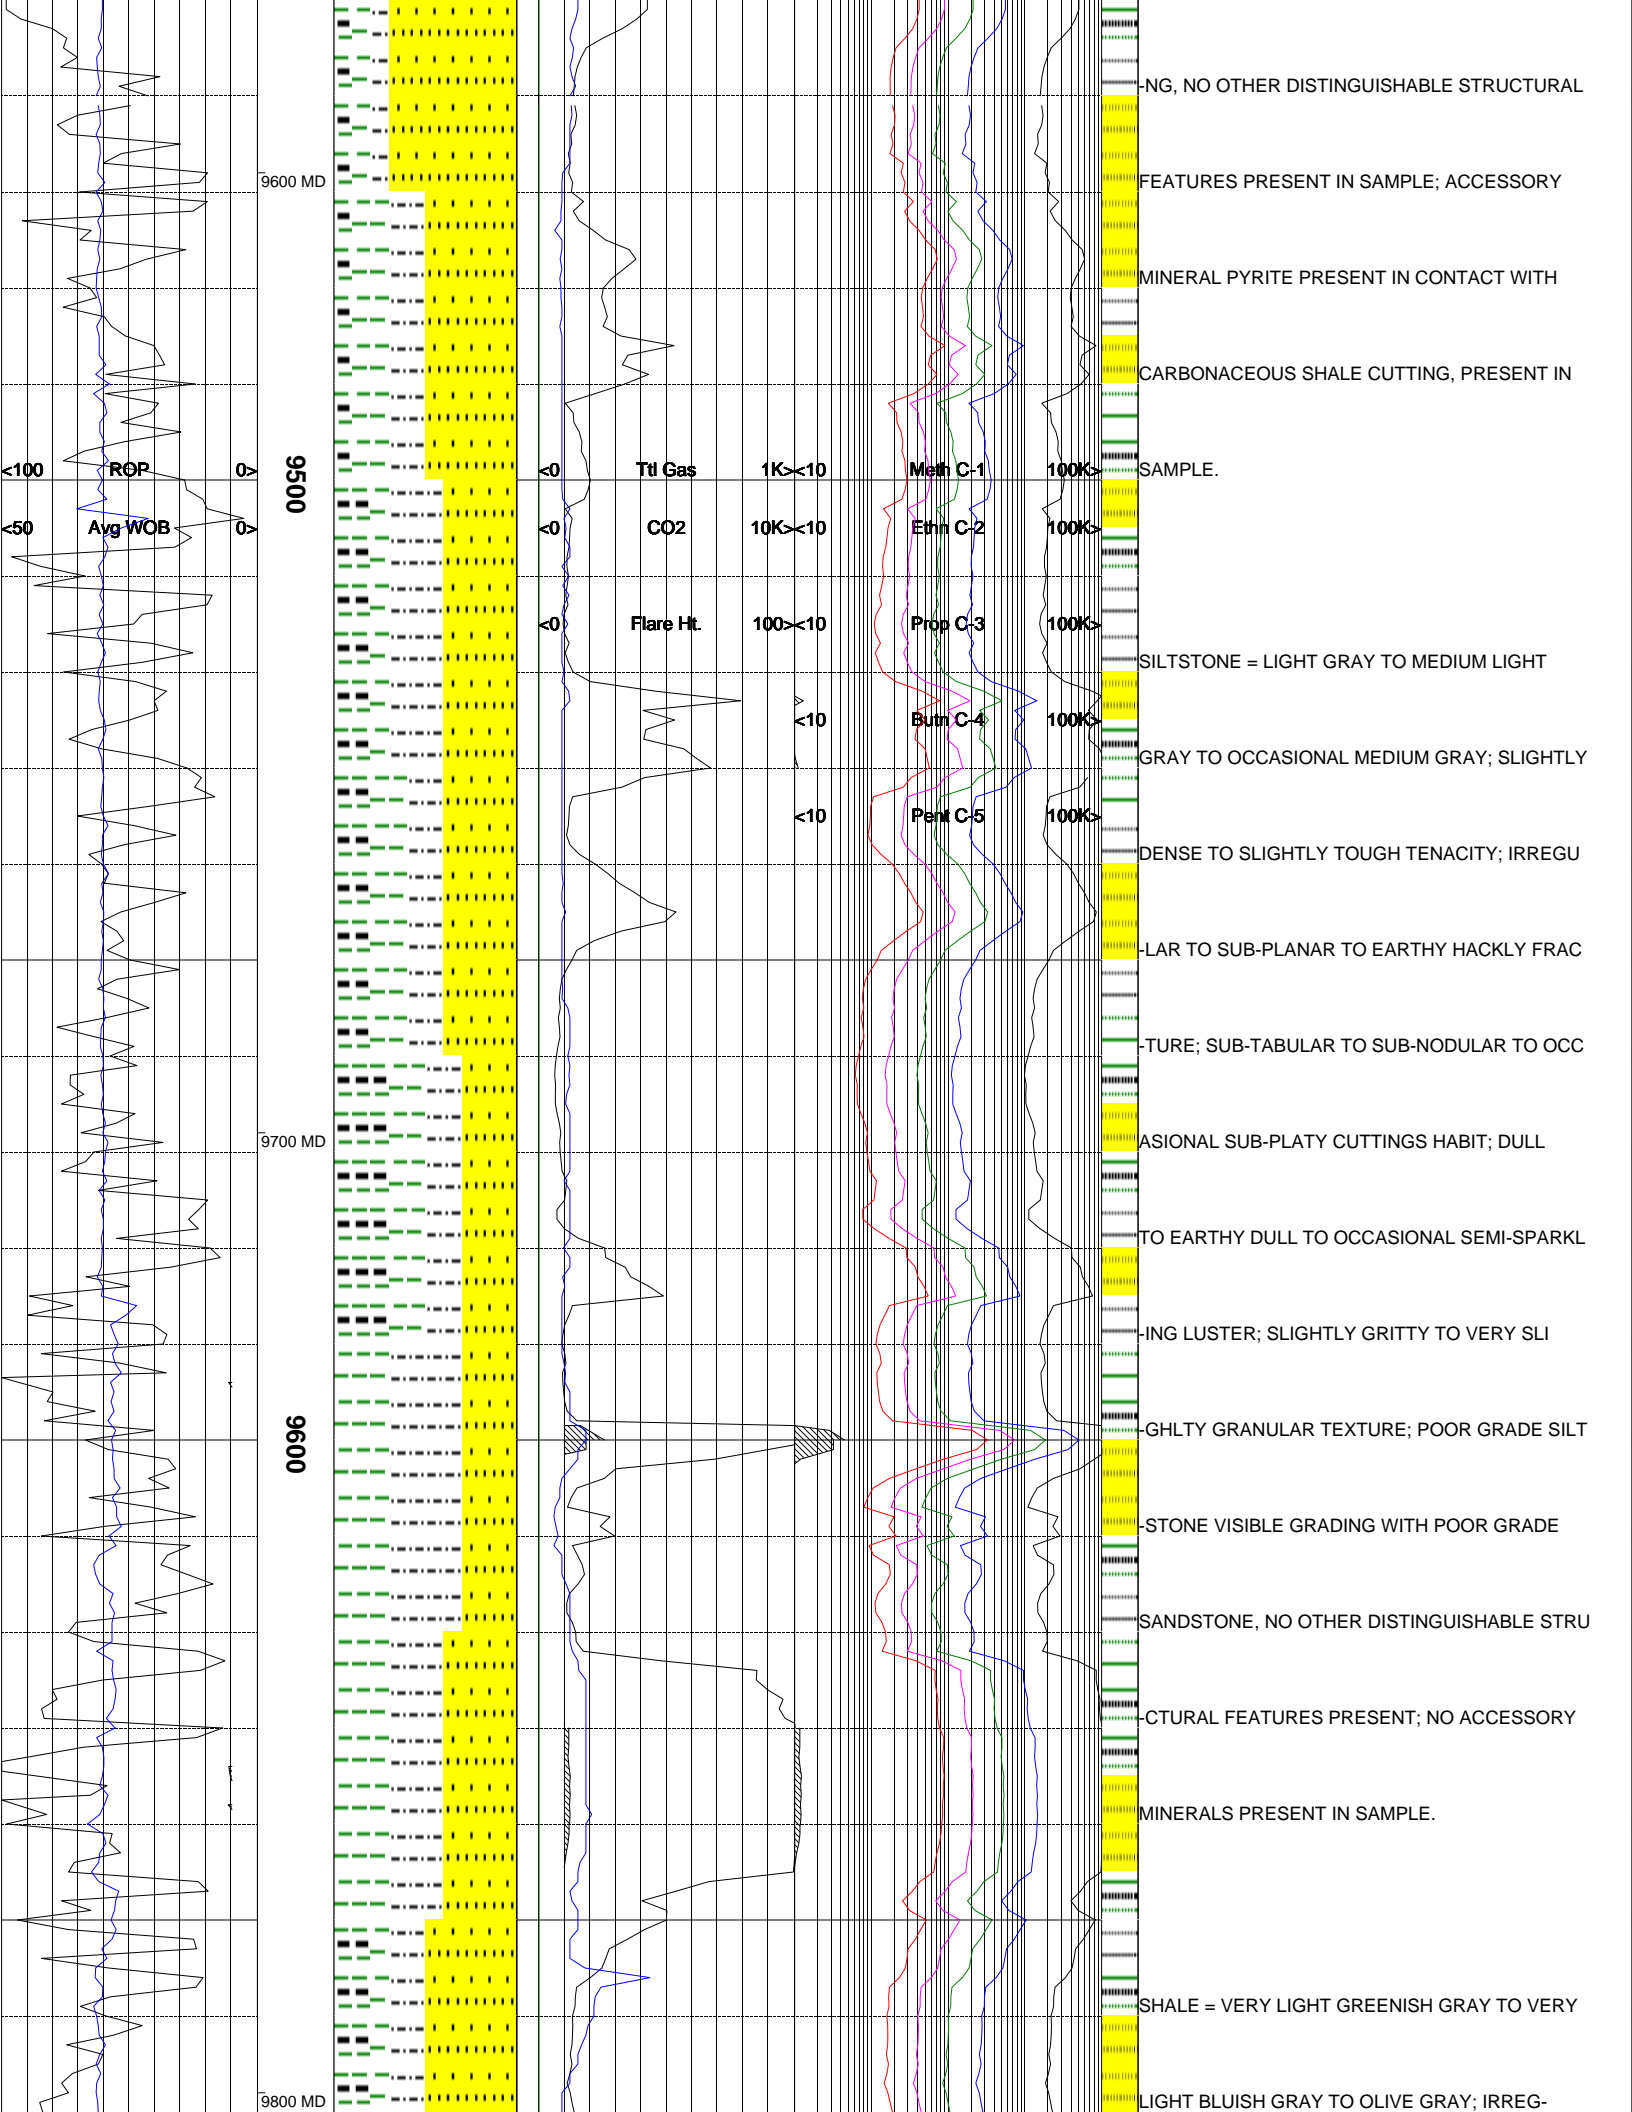 -NG, NO OTHER DISTINGUISHABLE STRUCTURAL
9600 MD
FEATURES PRESENT IN SAMPLE; ACCESSORY
MINERAL PYRITE PRESENT IN CONTACT WITH
CARBONACEOUS SHALE CUTTING, PRESENT IN
<100 ROP 0> 9500 <0 Ttl Gas 1K> <10 Meth C-1 100K> SAMPLE.
<50 Avg WOB 0> <0 CO2 10K> <10 Ethn C-2 100K>
<0 Flare Ht. 100> <10 Prop C-3 100K>
SILTSTONE = LIGHT GRAY TO MEDIUM LIGHT
<10 Butn C-4 100K>
GRAY TO OCCASIONAL MEDIUM GRAY; SLIGHTLY
<10 Pent C-5 100K>
DENSE TO SLIGHTLY TOUGH TENACITY; IRREGU
-LAR TO SUB-PLANAR TO EARTHY HACKLY FRAC
-TURE; SUB-TABULAR TO SUB-NODULAR TO OCC
9700 MD
ASIONAL SUB-PLATY CUTTINGS HABIT; DULL
TO EARTHY DULL TO OCCASIONAL SEMI-SPARKL
-ING LUSTER; SLIGHTLY GRITTY TO VERY SLI
9600
-GHLTY GRANULAR TEXTURE; POOR GRADE SILT
-STONE VISIBLE GRADING WITH POOR GRADE
SANDSTONE, NO OTHER DISTINGUISHABLE STRU
-CTURAL FEATURES PRESENT; NO ACCESSORY
MINERALS PRESENT IN SAMPLE.
SHALE = VERY LIGHT GREENISH GRAY TO VERY
9800 MD
LIGHT BLUISH GRAY TO OLIVE GRAY; IRREG-